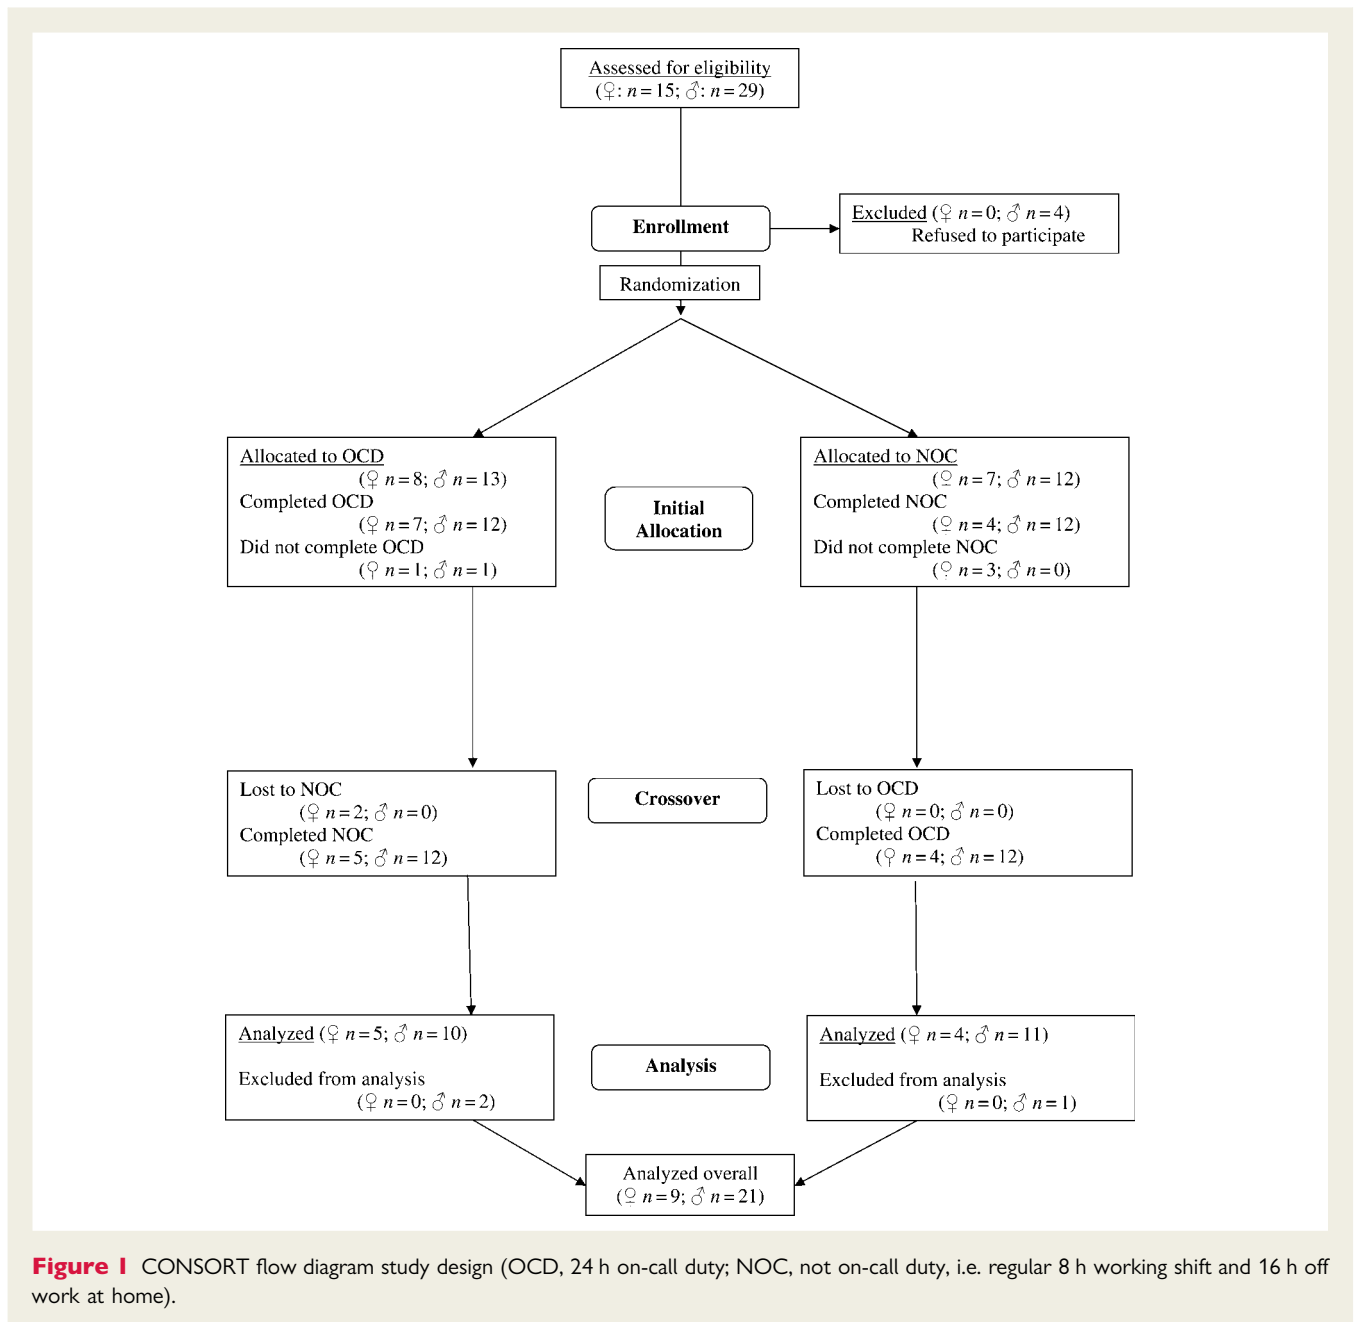 Assessed for eligibility
(♀: n=15; ♂: n=29)
Enrollment
Excluded (♀ n=0; ♂ n=4)
Refused to participate
Randomization
Allocated to OCD
(♀ n=8; ♂ n=13)
Completed OCD
(♀ n=7; ♂ n=12)
Did not complete OCD
(♀ n=1; ♂ n=1)
Initial
Allocation
Allocated to NOC
(♀ n=7; ♂ n=12)
Completed NOC
(♀ n=4; ♂ n=12)
Did not complete NOC
(♀ n=3; ♂ n=0)
Lost to NOC
(♀ n=2; ♂ n=0)
Completed NOC
(♀ n=5; ♂ n=12)
Crossover
Lost to OCD
(♀ n=0; ♂ n=0)
Completed OCD
(♀ n=4; ♂ n=12)
Analyzed (♀ n=5; ♂ n=10)
Excluded from analysis
(♀ n=0; ♂ n=2)
Analysis
Analyzed (♀ n=4; ♂ n=11)
Excluded from analysis
(♀ n=0; ♂ n=1)
Analyzed overall
(♀ n=9; ♂ n=21)
Figure 1 CONSORT flow diagram study design (OCD, 24 h on-call duty; NOC, not on-call duty, i.e. regular 8 h working shift and 16 h off
work at home).